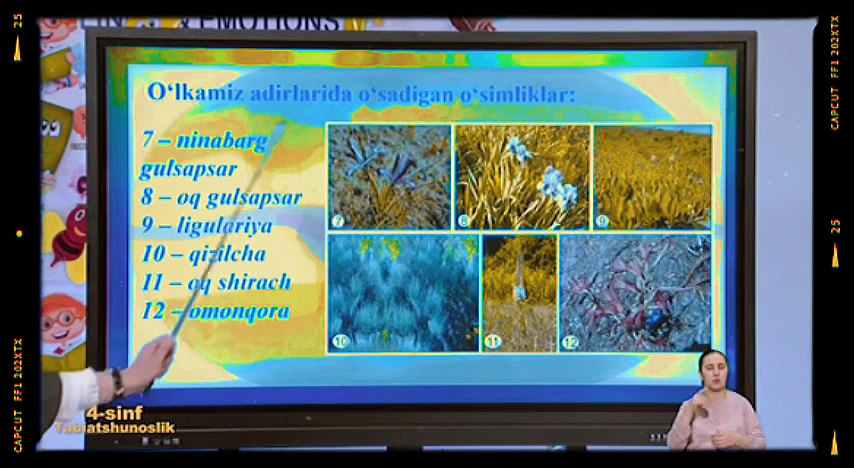 & EMOTIONS
O‘lkamiz adirlarida o‘sadigan o‘simliklar:
7 – ninabarg
gulsapsar
8 – oq gulsapsar
9 – ligulariya
10 – qizilcha
11 – oq shirach
12 – omonqora
7
8
9
10
11
12
4-sinf
Tabiatshunoslik
25
CAPCUT FF1 202XTX
CAPCUT FF1 202XTX
25